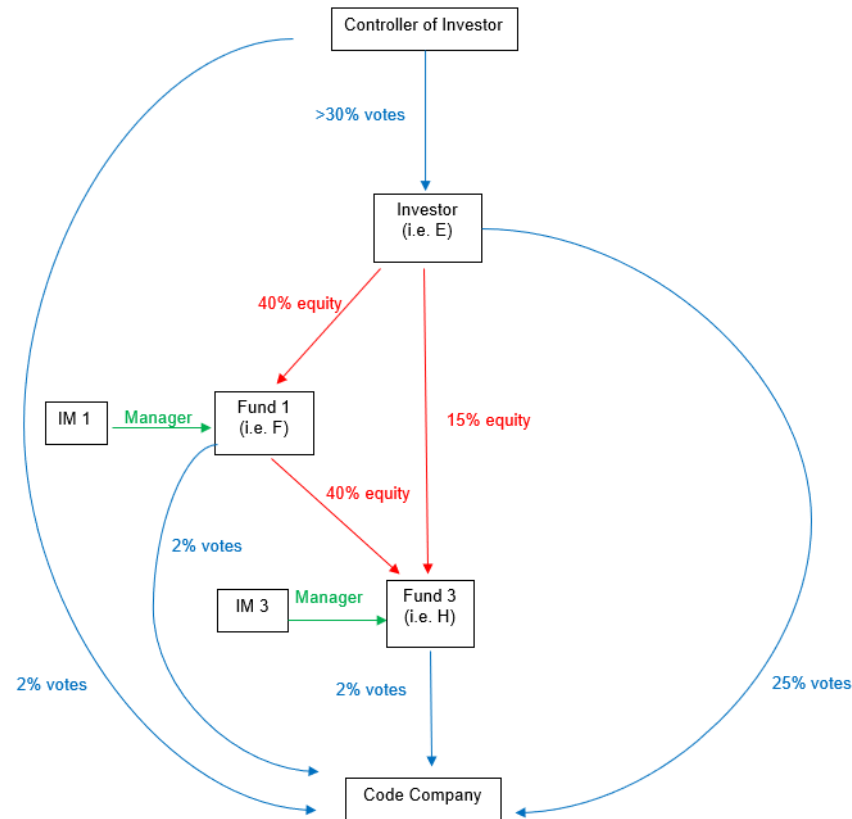 Controller of Investor
>30% votes
Investor
(i.e. E)
40% equity
IM 1
Manager
Fund 1
(i.e. F)
15% equity
40% equity
2% votes
IM 3
Manager
Fund 3
(i.e. H)
2% votes
2% votes
25% votes
Code Company